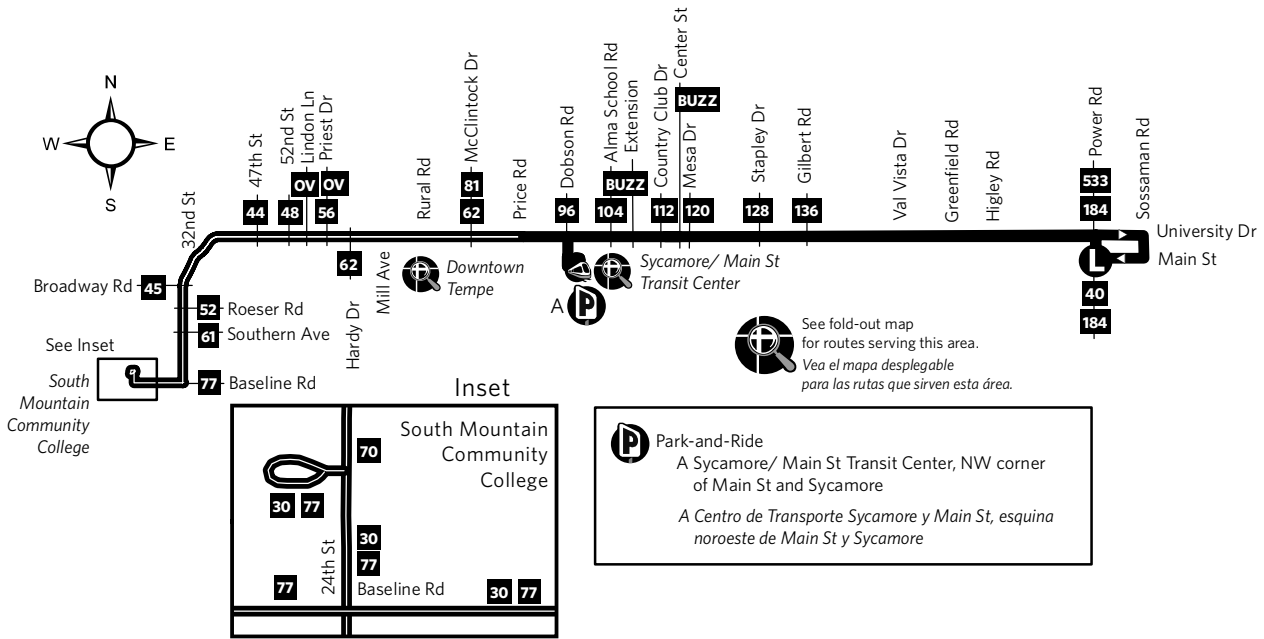 N
W
E
S
32nd St
47th St
44
52nd St
48
Lindon Ln
OV
Priest Dr
OV
56
62
Hardy Dr
Mill Ave
Rural Rd
Downtown
Tempe
McClintock Dr
81
62
Price Rd
Dobson Rd
96
Alma School Rd
104
Extension
BUZZ
Country Club Dr
112
Center St
BUZZ
Mesa Dr
120
Stapley Dr
128
Gilbert Rd
136
Val Vista Dr
Greenfield Rd
Higley Rd
Power Rd
533
184
Sossaman Rd
University Dr
Main St
L
40
184
Sycamore/ Main St
Transit Center
A
P
Broadway Rd
45
52
Roeser Rd
61
Southern Ave
77
Baseline Rd
See Inset
South
Mountain
Community
College
See fold-out map
for routes serving this area.
Vea el mapa desplegable
para las rutas que sirven esta área.
Inset
South Mountain
Community
College
70
30 77
24th St
30
77
77
Baseline Rd
30 77
P
Park-and-Ride
A Sycamore/ Main St Transit Center, NW corner
of Main St and Sycamore
A Centro de Transporte Sycamore y Main St, esquina
noroeste de Main St y Sycamore